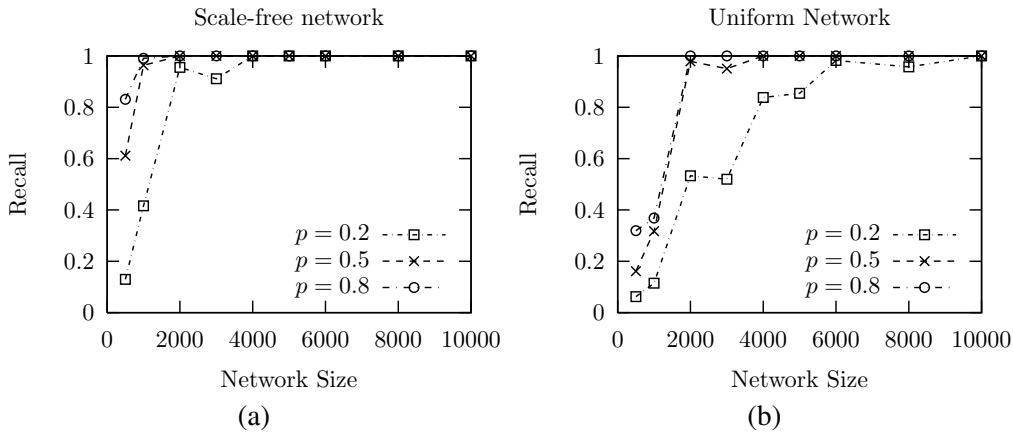 Scale-free network
1
0.8
0.6
0.4
0.2
0
Recall
p = 0.2
p = 0.5
p = 0.8
0 2000 4000 6000 8000 10000
Network Size
(a)
Uniform Network
1
0.8
0.6
0.4
0.2
0
Recall
p = 0.2
p = 0.5
p = 0.8
0 2000 4000 6000 8000 10000
Network Size
(b)